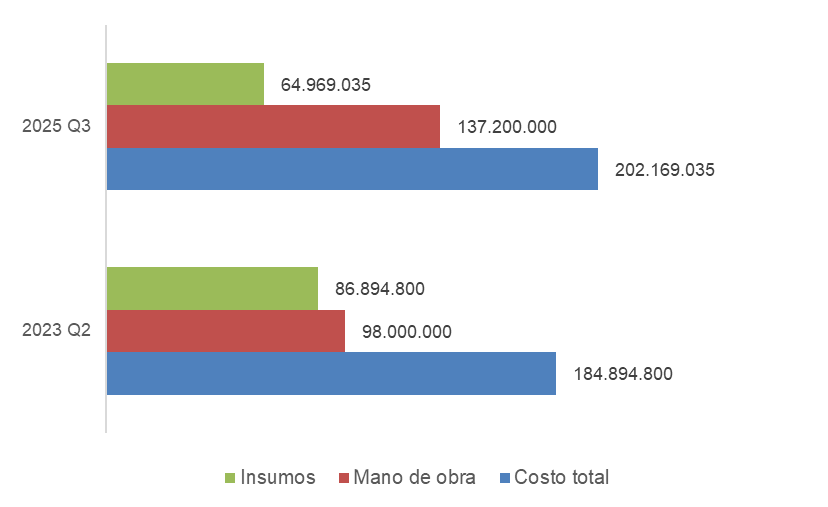 64.969.035
2025 Q3
137.200.000
202.169.035
86.894.800
2023 Q2
98.000.000
184.894.800
Insumos Mano de obra Costo total